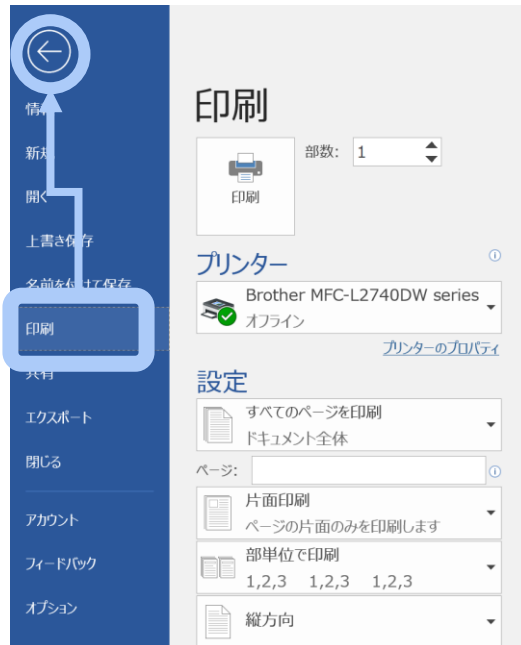 情報
新規
開く
上書き保存
名前を付けて保存
印刷
共有
エクスポート
閉じる
アカウント
フィードバック
オプション
印刷
印刷
部数: 1
プリンター
Brother MFC-L2740DW series
オフライン
プリンターのプロパティ
設定
すべてのページを印刷
ドキュメント全体
ページ:
片面印刷
ページの片面のみを印刷します
部単位で印刷
1,2,3 1,2,3 1,2,3
縦方向